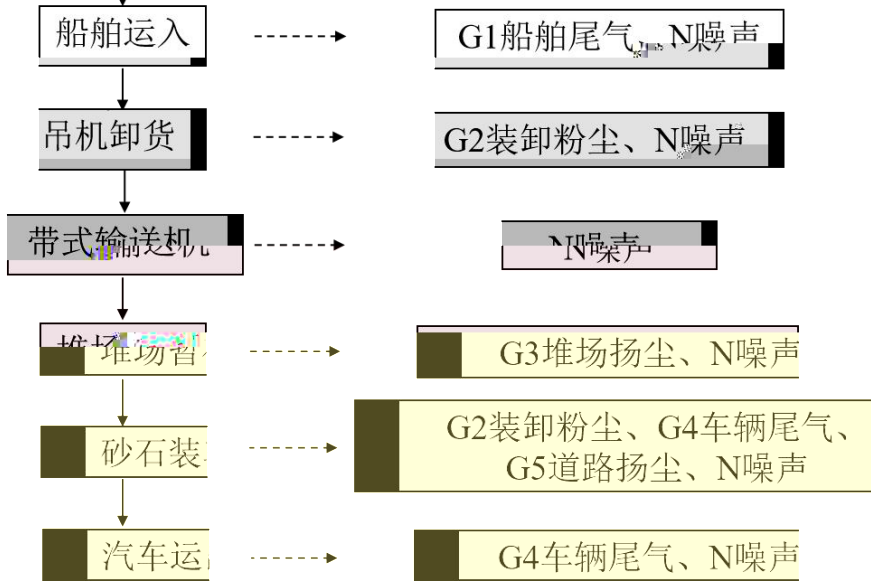 船舶运入
G1船舶尾气、N噪声
吊机卸货
G2装卸粉尘、N噪声
带式输送机
N噪声
堆场暂
G3堆场扬尘、N噪声
砂石装
G2装卸粉尘、G4车辆尾气、
G5道路扬尘、N噪声
汽车运
G4车辆尾气、N噪声